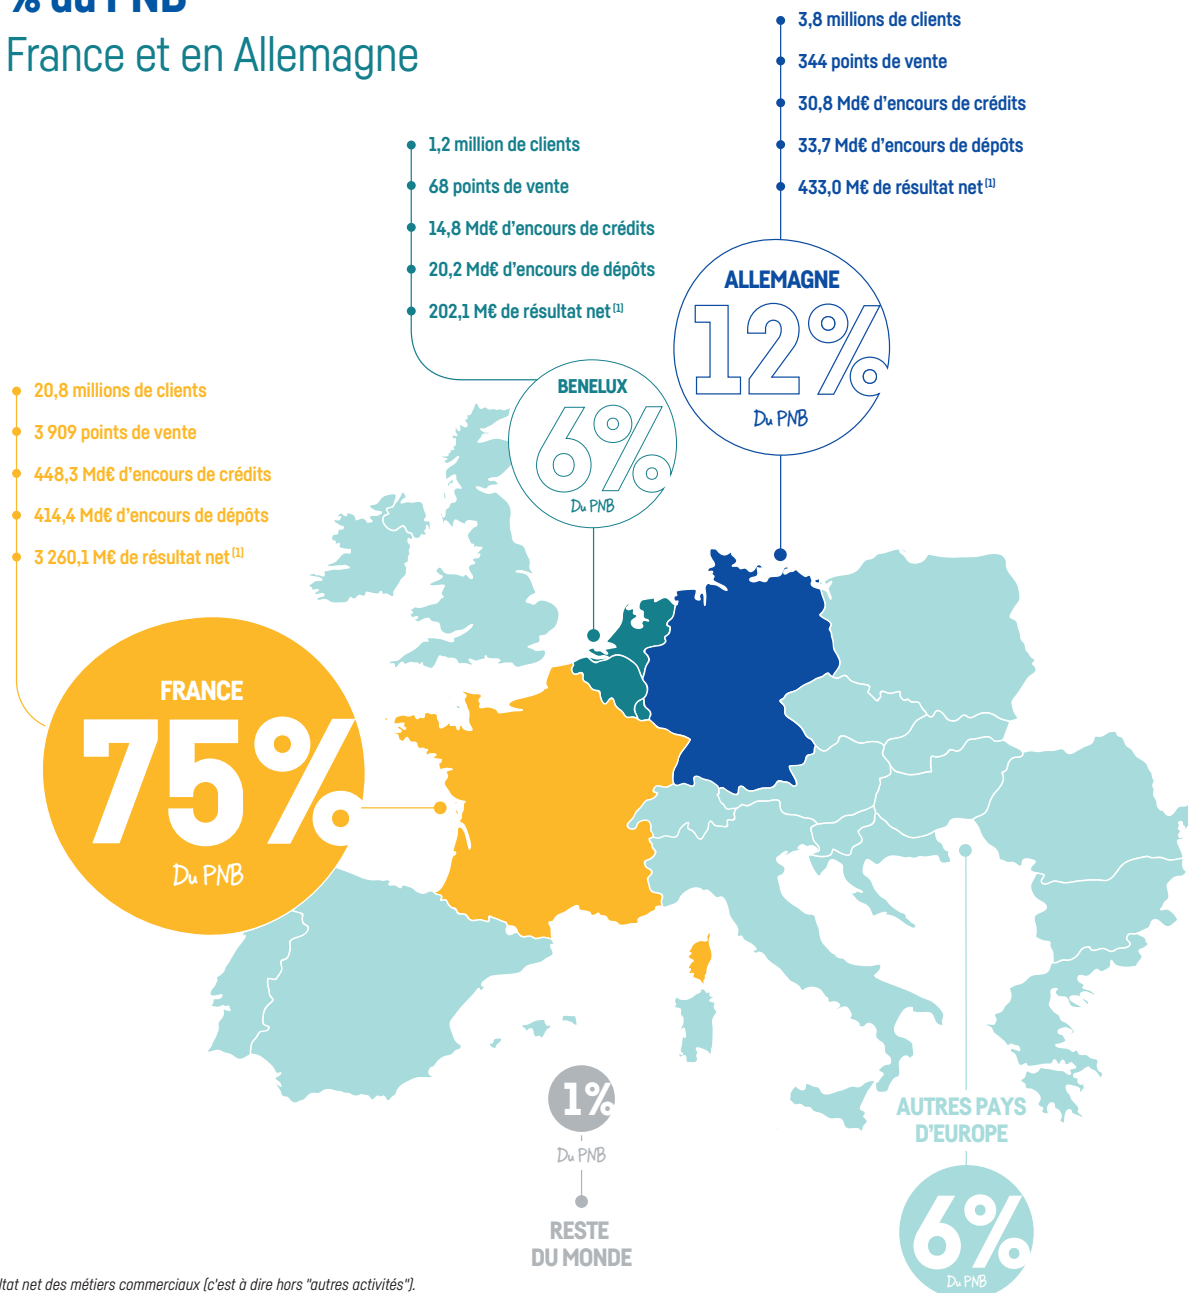 % du PNB
France et en Allemagne
3,8 millions de clients
344 points de vente
30,8 Md€ d'encours de crédits
33,7 Md€ d'encours de dépôts
433,0 M€ de résultat net (1)
ALLEMAGNE
12%
Du PNB
1,2 million de clients
68 points de vente
14,8 Md€ d'encours de crédits
20,2 Md€ d'encours de dépôts
202,1 M€ de résultat net (1)
BENELUX
6%
Du PNB
20,8 millions de clients
3 909 points de vente
448,3 Md€ d'encours de crédits
414,4 Md€ d'encours de dépôts
3 260,1 M€ de résultat net (1)
FRANCE
75%
Du PNB
1%
Du PNB
RESTE
DU MONDE
AUTRES PAYS
D'EUROPE
6%
Du PNB
ltat net des métiers commerciaux (c'est à dire hors "autres activités").